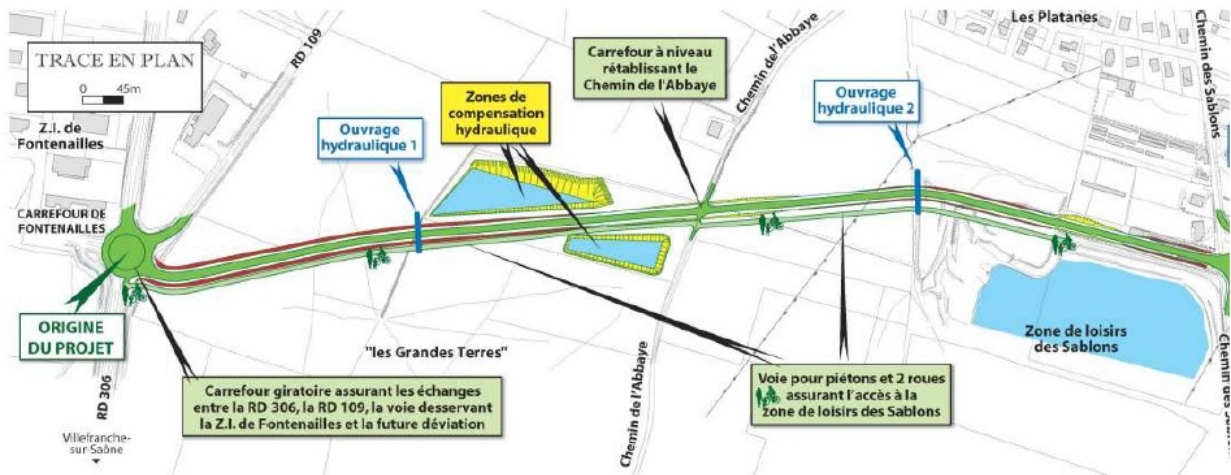 TRACE EN PLAN
0 45m
Z.I. de
Fontenailles
CARREFOUR DE
FONTENAILLES
ORIGINE
DU PROJET
RD 306
Villefranche-
sur-Saône
RD 109
Ouvrage
hydraulique 1
Zones de
compensation
hydraulique
Carrefour à niveau
rétablissant le
Chemin de l'Abbaye
Chemin de l'Abbaye
Ouvrage
hydraulique 2
Les Platanes
Chemin des Sablons
"les Grandes Terres"
Carrefour giratoire assurant les échanges
entre la RD 306, la RD 109, la voie desservant
la Z.I. de Fontenailles et la future déviation
Chemin de l'Abbaye
Voie pour piétons et 2 roues
assurant l'accès à la
zone de loisirs des Sablons
Zone de loisirs
des Sablons
Chemin des